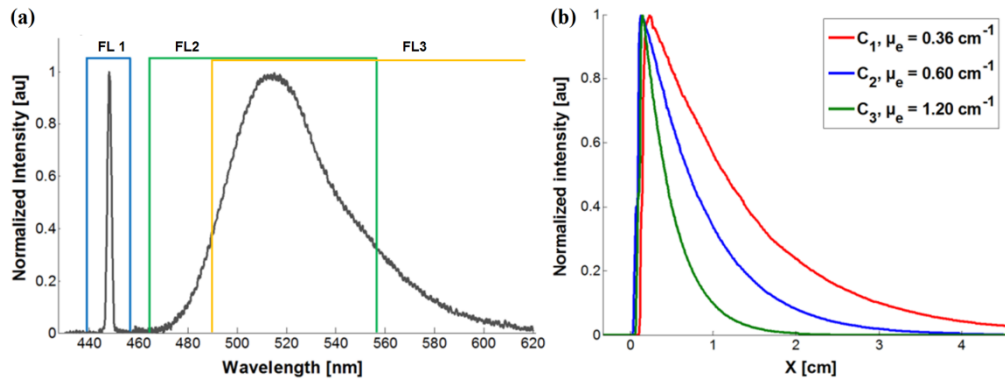 (a)
FL 1
FL2
FL3
Normalized Intensity [au]
1
0.8
0.6
0.4
0.2
0
440 460 480 500 520 540 560 580 600 620
Wavelength [nm]
(b)
Normalized intensity [au]
1
0.8
0.6
0.4
0.2
0
0 1 2 3 4
X [cm]
C₁, μₑ = 0.36 cm⁻¹
C₂, μₑ = 0.60 cm⁻¹
C₃, μₑ = 1.20 cm⁻¹